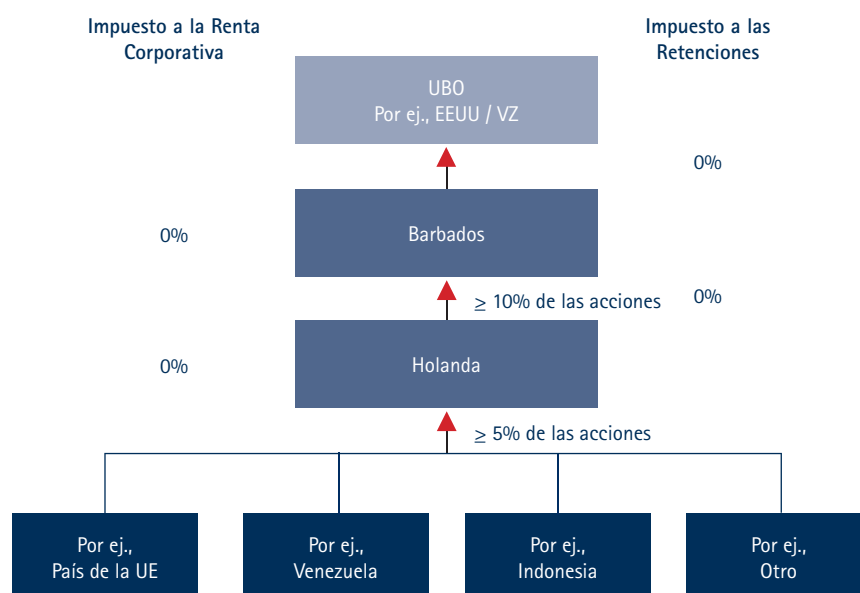 Impuesto a la Renta
Corporativa
Impuesto a las
Retenciones
UBO
Por ej., EEUU / VZ
0%
0%
Barbados
≥ 10% de las acciones
0%
0%
Holanda
≥ 5% de las acciones
Por ej.,
País de la UE
Por ej.,
Venezuela
Por ej.,
Indonesia
Por ej.,
Otro